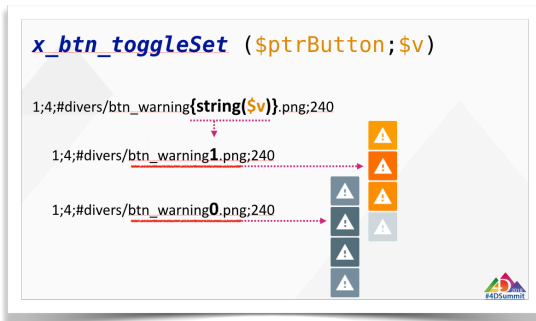 x_btn_toggleSet ($ptrButton;$v)
1;4;#divers/btn_warning{string($v)}.png;240
1;4;#divers/btn_warning1.png;240
1;4;#divers/btn_warning0.png;240
#4DSummit